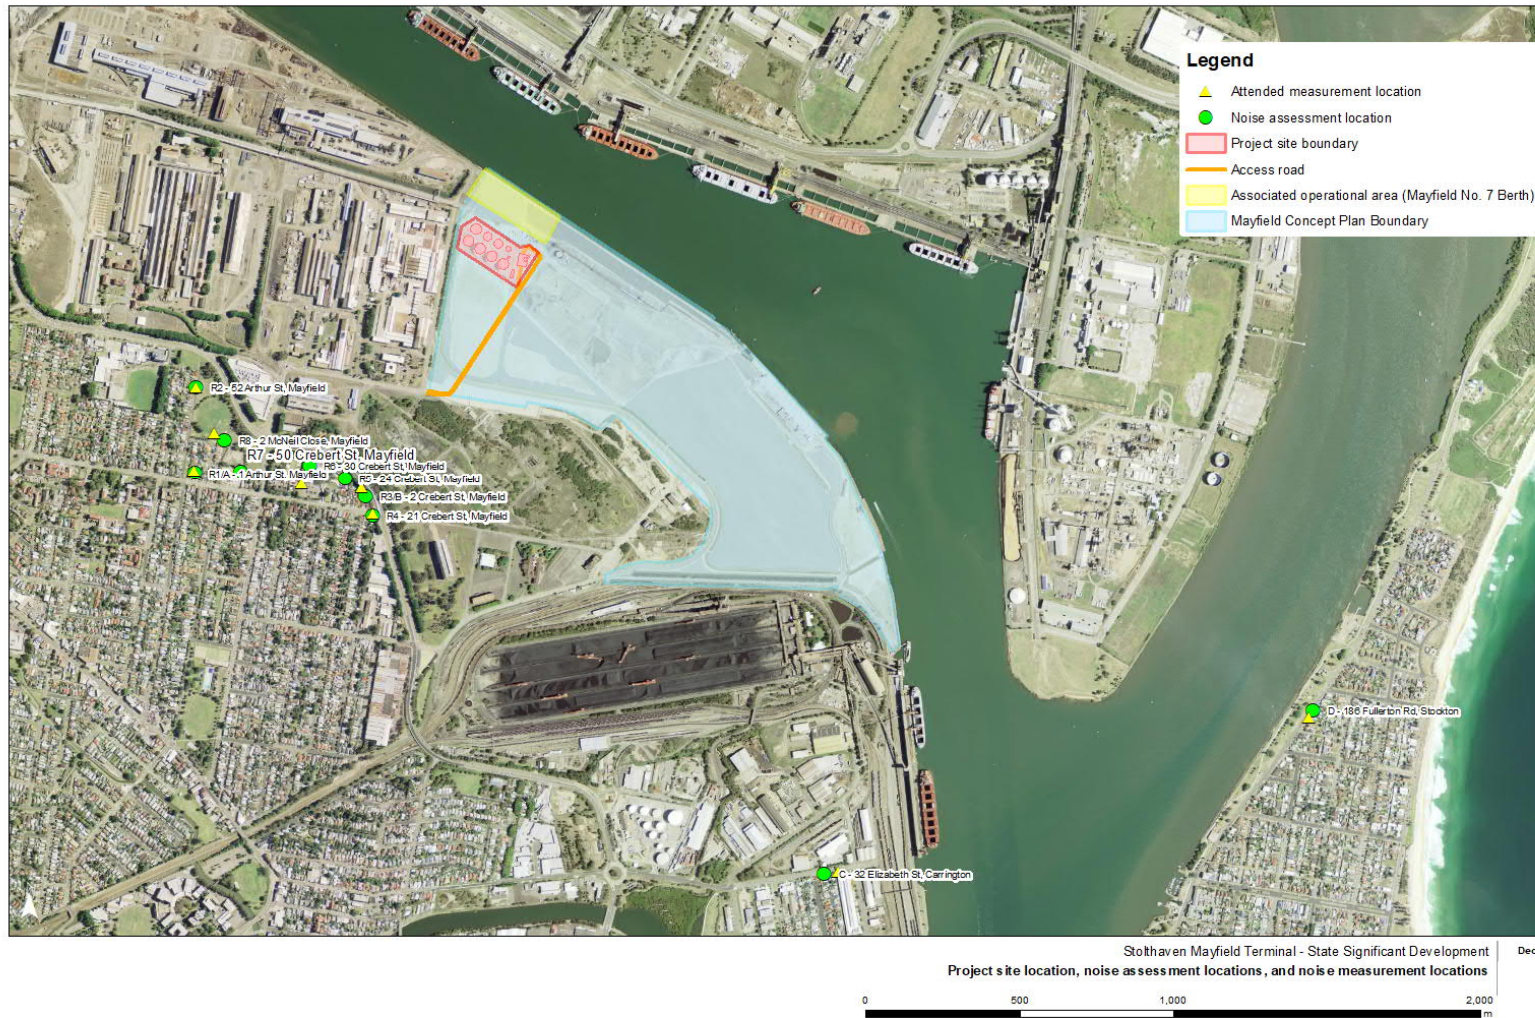 Legend
Attended measurement location
Noise assessment location
Project site boundary
Access road
Associated operational area (Mayfield No. 7 Berth)
Mayfield Concept Plan Boundary
R2 - 52 Arthur St, Mayfield
R8 - 2 McNeil Close, Mayfield
R7 - 50 Crebert St, Mayfield
R6 - 30 Crebert St, Mayfield
R1/A - 1 Arthur St, Mayfield
R5 - 24 Crebert St, Mayfield
R3/B - 2 Crebert St, Mayfield
R4 - 21 Crebert St, Mayfield
D - 186 Fullerton Rd, Stockton
C - 32 Elizabeth St, Carrington
Stolthaven Mayfield Terminal - State Significant Development
Dec
Project site location, noise assessment locations, and noise measurement locations
0 500 1,000 2,000
m